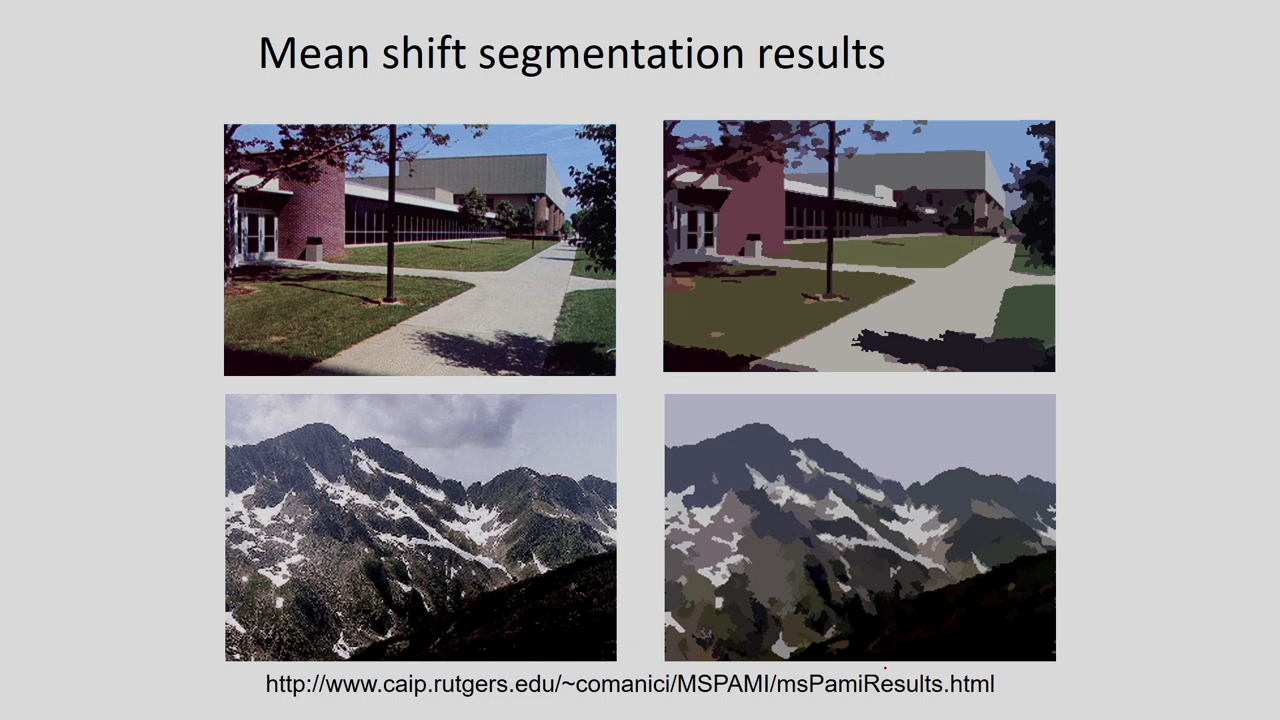 Mean shift segmentation results
http://www.caip.rutgers.edu/~comanici/MSPAMI/msPamiResults.html